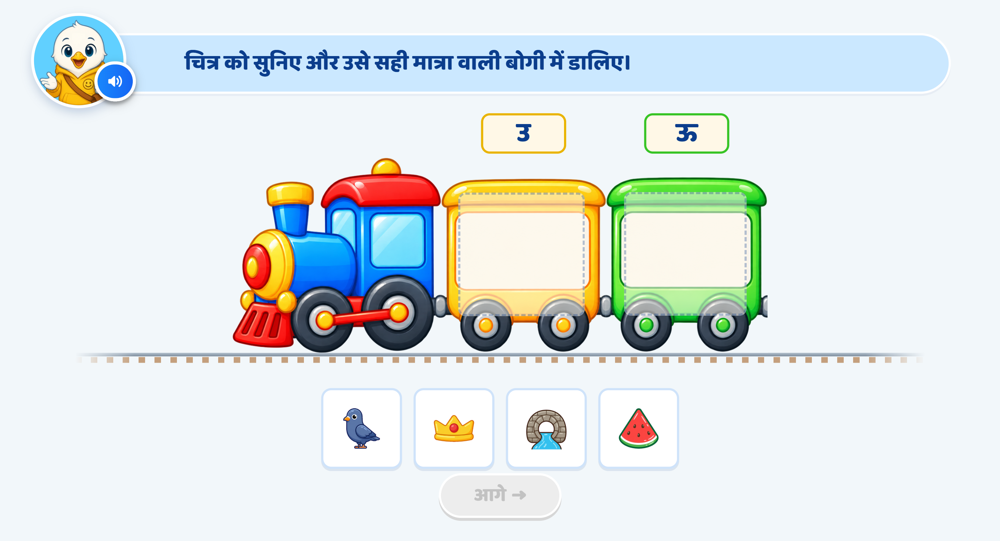 चित्र को सुनिए और उसे सही मात्रा वाली बोगी में डालिए।
उ
ऊ
आगे →